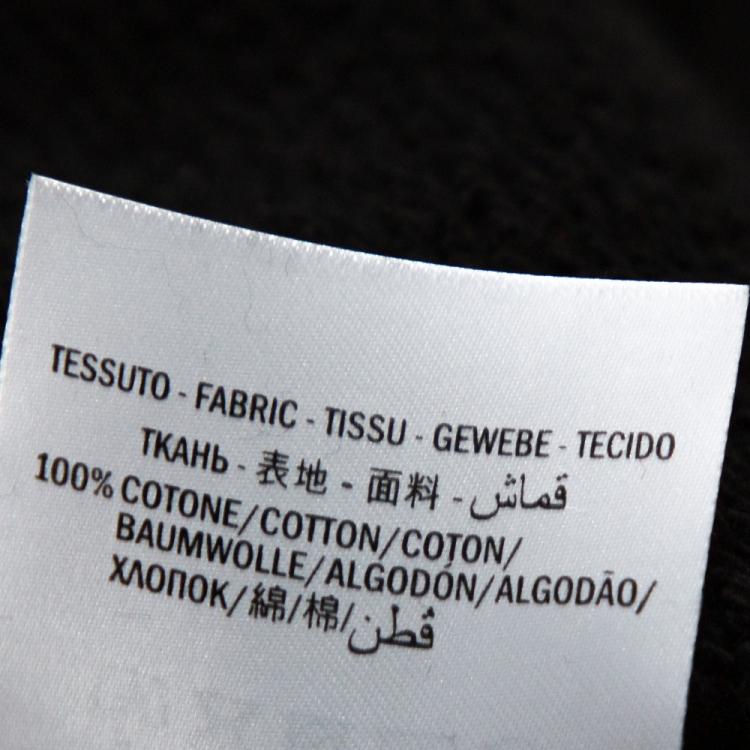 TESSUTO - FABRIC - TISSU - GEWEBE - TECIDO
ТКАНЬ - 表地 - 面料 - قماش
100% COTONE/COTTON/COTON/
BAUMWOLLE/ALGODÓN/ALGODÃO/
ХЛОПОК/綿/棉/قطن